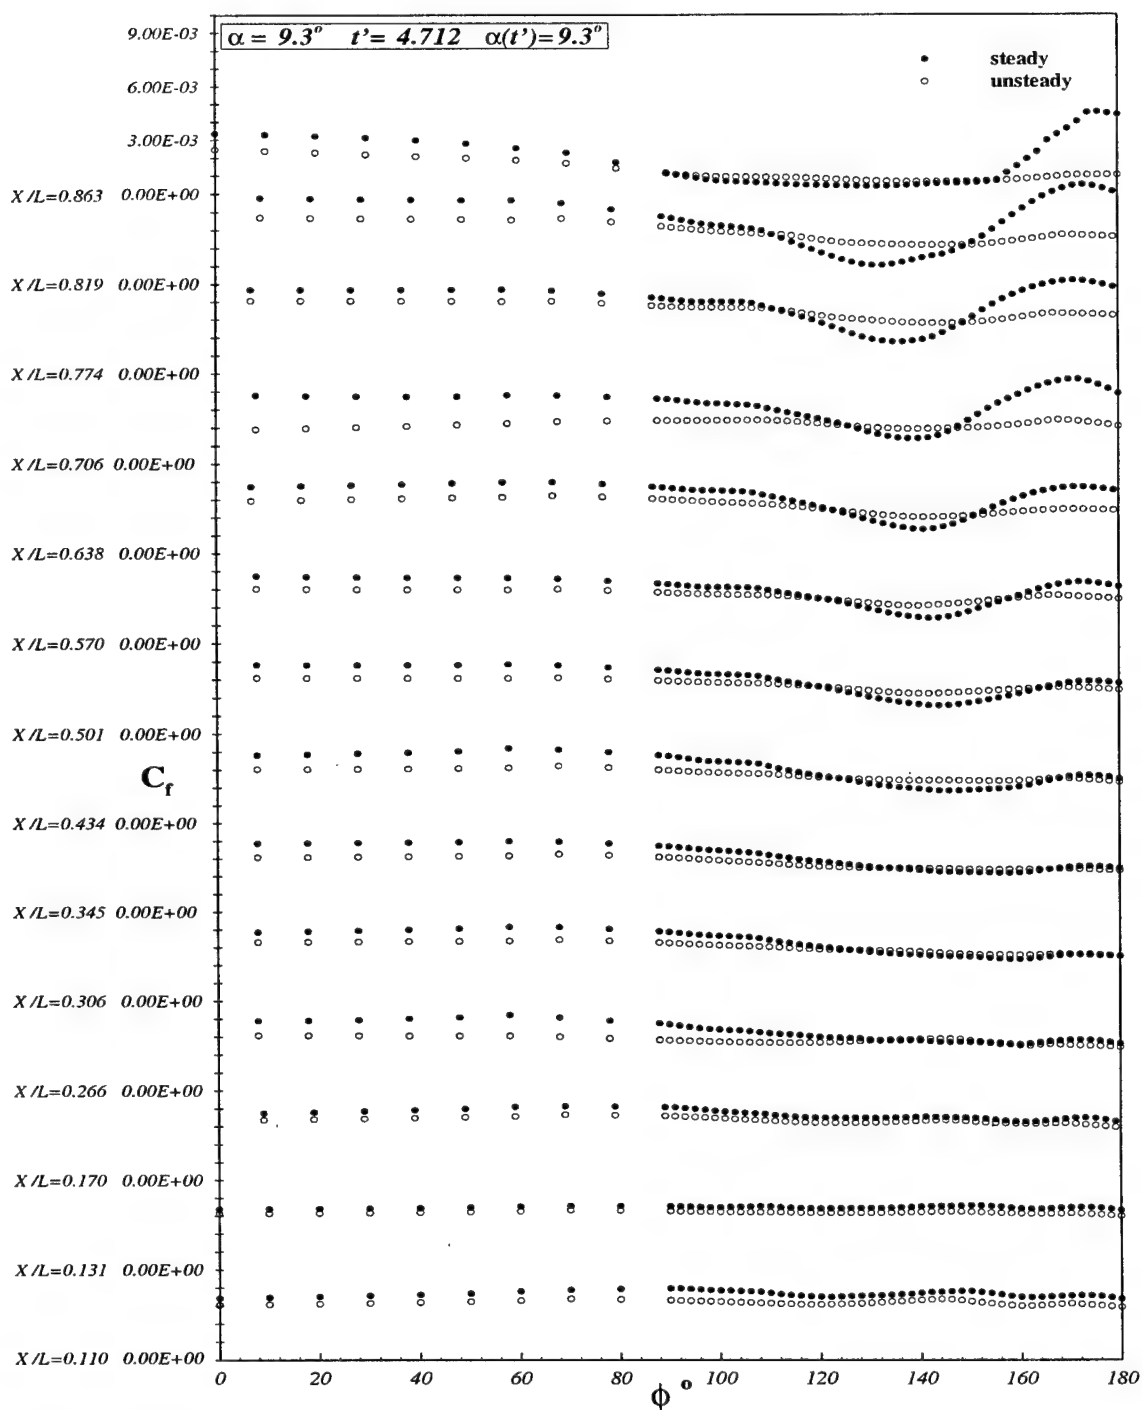 9.00E-03
α = 9.3° t'= 4.712 α(t')=9.3°
steady
6.00E-03
unsteady
3.00E-03
X/L=0.863 0.00E+00
X/L=0.819 0.00E+00
X/L=0.774 0.00E+00
X/L=0.706 0.00E+00
X/L=0.638 0.00E+00
X/L=0.570 0.00E+00
X/L=0.501 0.00E+00
Cf
X/L=0.434 0.00E+00
X/L=0.345 0.00E+00
X/L=0.306 0.00E+00
X/L=0.266 0.00E+00
X/L=0.170 0.00E+00
X/L=0.131 0.00E+00
X/L=0.110 0.00E+00
0 20 40 60 80 100 120 140 160 180
ϕ °